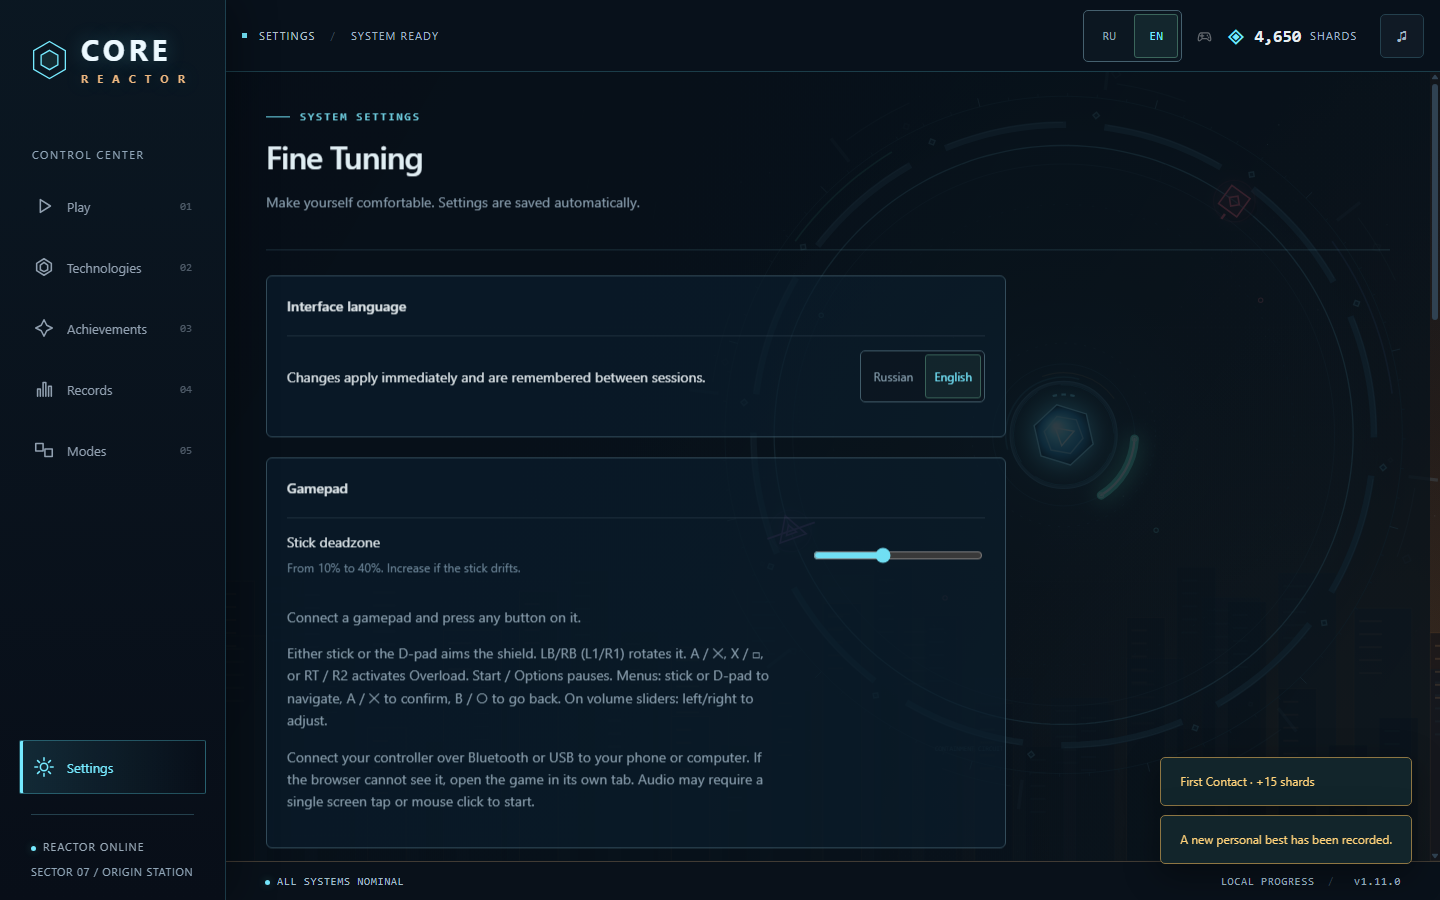 CORE
REACTOR
CONTROL CENTER
Play 01
Technologies 02
Achievements 03
Records 04
Modes 05
Settings
REACTOR ONLINE
SECTOR 07 / ORIGIN STATION
SETTINGS / SYSTEM READY
RU EN 4,650 SHARDS ♫
SYSTEM SETTINGS
Fine Tuning
Make yourself comfortable. Settings are saved automatically.
Interface language
Changes apply immediately and are remembered between sessions.
Russian English
Gamepad
Stick deadzone
From 10% to 40%. Increase if the stick drifts.
Connect a gamepad and press any button on it.
Either stick or the D-pad aims the shield. LB/RB (L1/R1) rotates it. A / ✕, X / □,
or RT / R2 activates Overload. Start / Options pauses. Menus: stick or D-pad to
navigate, A / ✕ to confirm, B / ○ to go back. On volume sliders: left/right to
adjust.
Connect your controller over Bluetooth or USB to your phone or computer. If
the browser cannot see it, open the game in its own tab. Audio may require a
single screen tap or mouse click to start.
First Contact · +15 shards
A new personal best has been recorded.
ALL SYSTEMS NOMINAL
LOCAL PROGRESS / v1.11.0